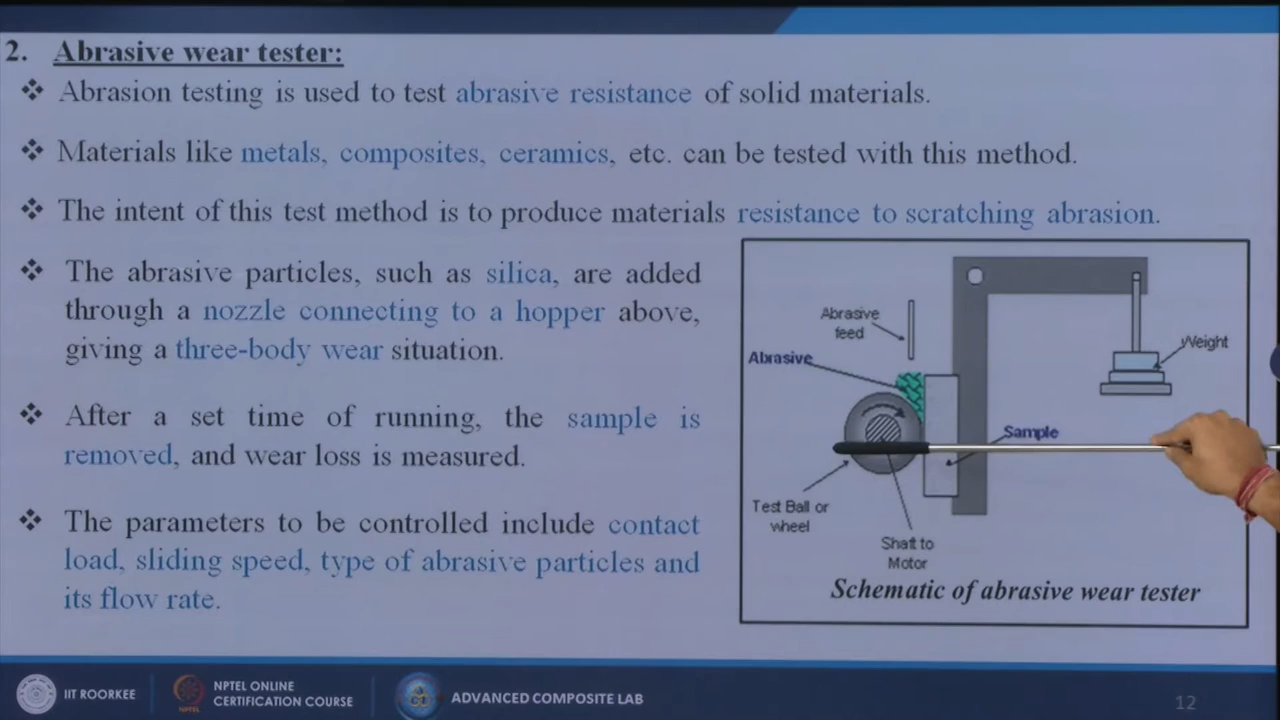 2. Abrasive wear tester:
❖ Abrasion testing is used to test abrasive resistance of solid materials.
❖ Materials like metals, composites, ceramics, etc. can be tested with this method.
❖ The intent of this test method is to produce materials resistance to scratching abrasion.
❖ The abrasive particles, such as silica, are added
through a nozzle connecting to a hopper above,
giving a three-body wear situation.
❖ After a set time of running, the sample is
removed, and wear loss is measured.
❖ The parameters to be controlled include contact
load, sliding speed, type of abrasive particles and
its flow rate.
Abrasive
feed
Abrasive
Weight
Sample
Test Ball or
wheel
Shaft to
Motor
Schematic of abrasive wear tester
IIT ROORKEE
NPTEL ONLINE
CERTIFICATION COURSE
ADVANCED COMPOSITE LAB
12